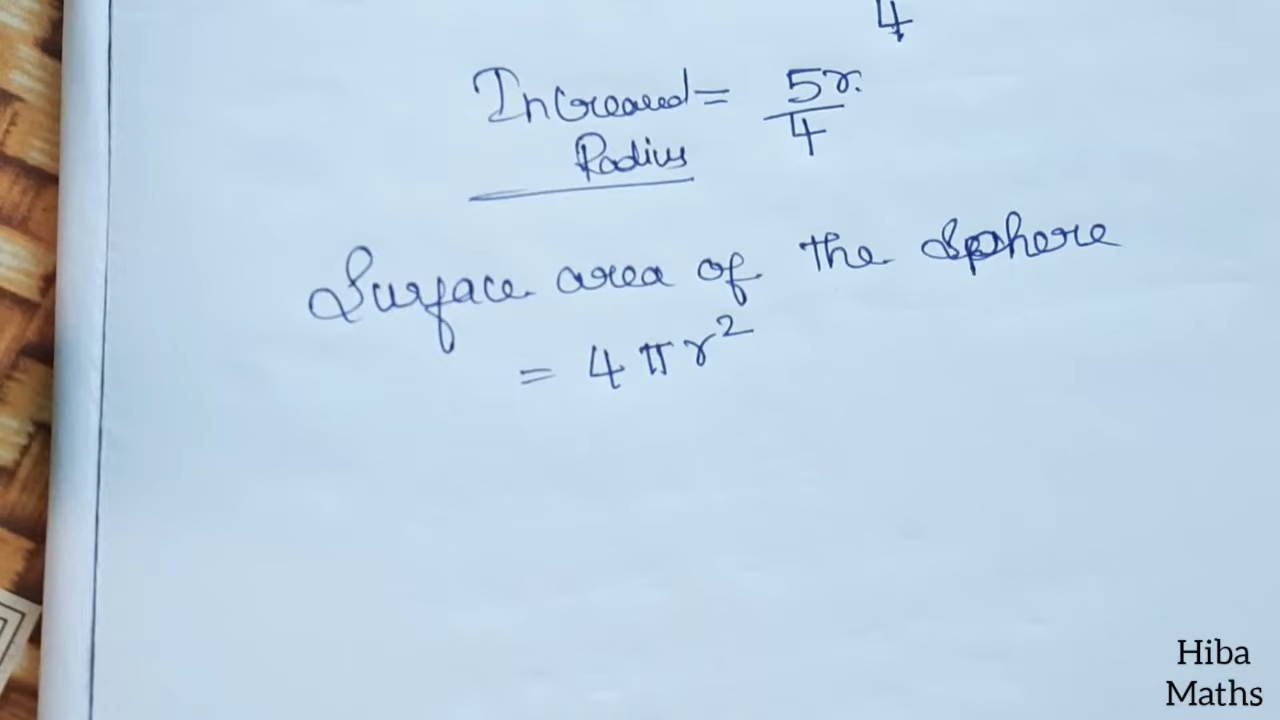 4
Increased = 5r/4
Radius
Surface area of the Sphere
= 4πr²
Hiba
Maths